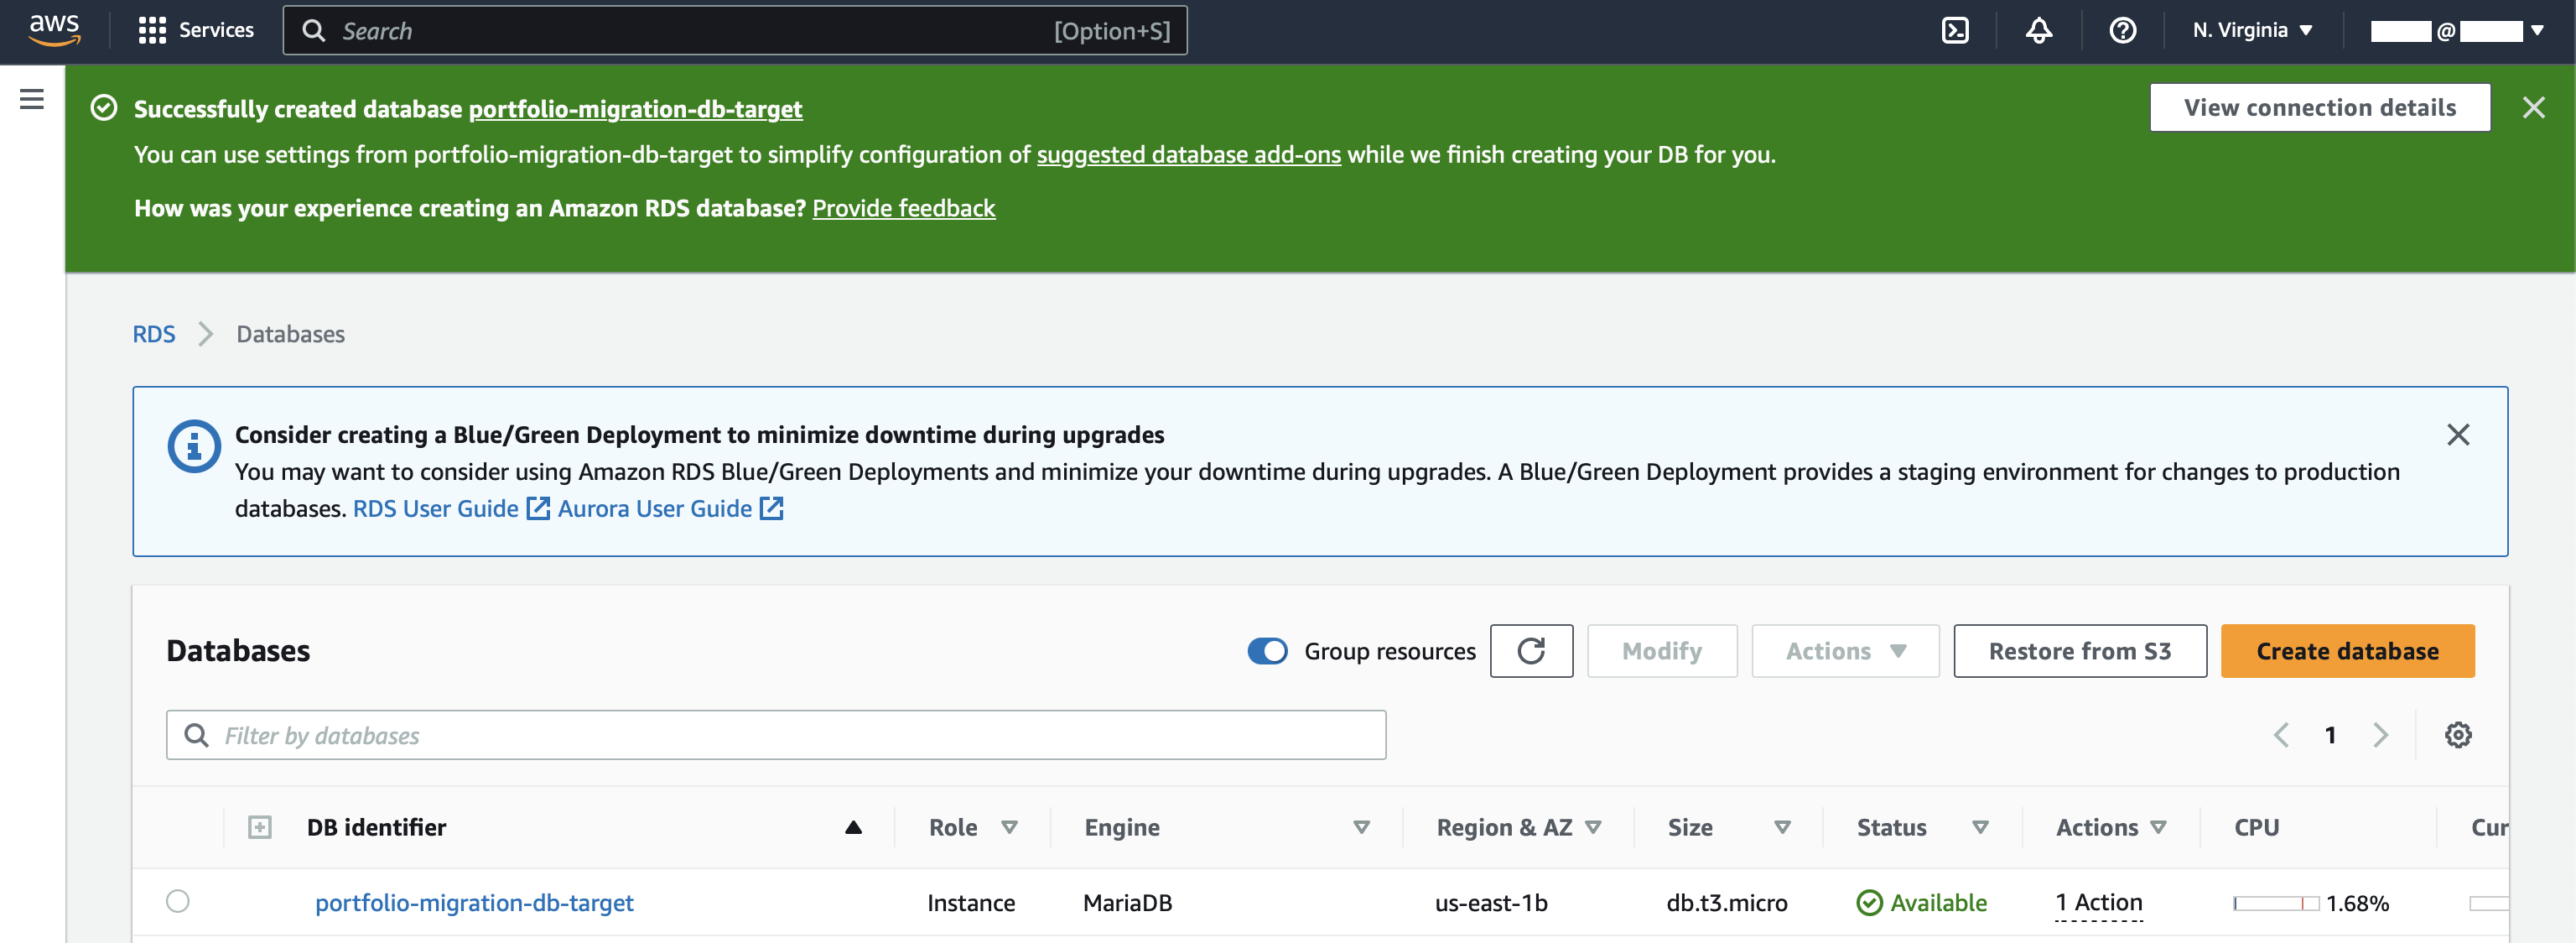 aws Services Search [Option+S] N. Virginia @
Successfully created database portfolio-migration-db-target View connection details
You can use settings from portfolio-migration-db-target to simplify configuration of suggested database add-ons while we finish creating your DB for you.
How was your experience creating an Amazon RDS database? Provide feedback
RDS > Databases
Consider creating a Blue/Green Deployment to minimize downtime during upgrades
You may want to consider using Amazon RDS Blue/Green Deployments and minimize your downtime during upgrades. A Blue/Green Deployment provides a staging environment for changes to production
databases. RDS User Guide Aurora User Guide
Databases Group resources Modify Actions Restore from S3 Create database
Filter by databases 1
DB identifier Role Engine Region & AZ Size Status Actions CPU Cur
portfolio-migration-db-target Instance MariaDB us-east-1b db.t3.micro Available 1 Action 1.68%